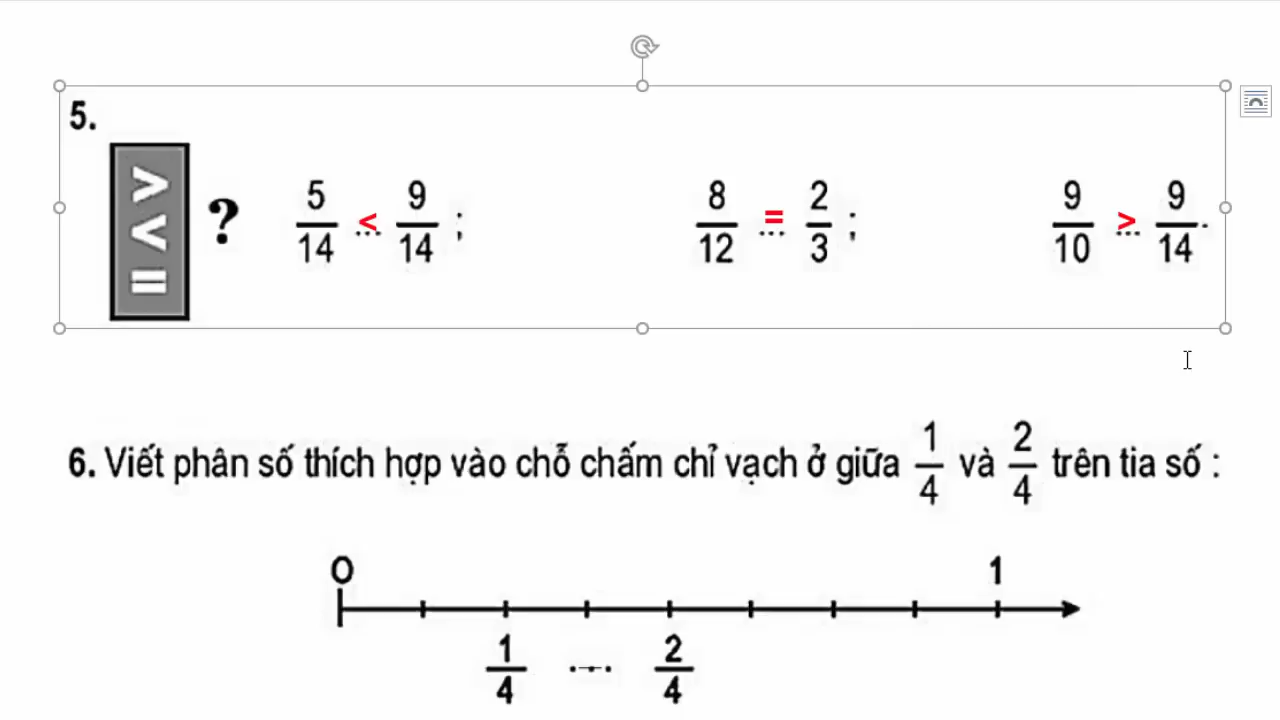 5.
> < = ? 5/14 < ... 9/14 ; 8/12 = ... 2/3 ; 9/10 > ... 9/14.
6. Viết phân số thích hợp vào chỗ chấm chỉ vạch ở giữa 1/4 và 2/4 trên tia số :
0 1
1/4 ... 2/4